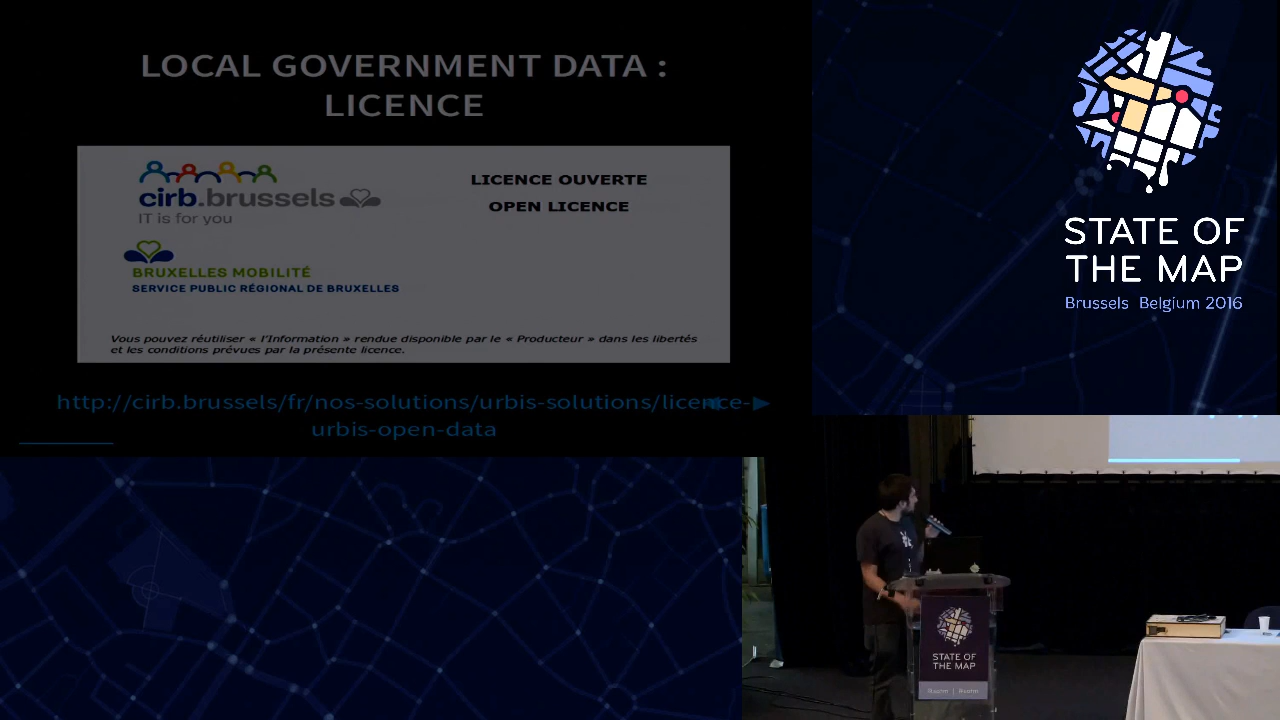 LOCAL GOVERNMENT DATA :
LICENCE
cirb.brussels
IT is for you
LICENCE OUVERTE
OPEN LICENCE
BRUXELLES MOBILITÉ
SERVICE PUBLIC RÉGIONAL DE BRUXELLES
Vous pouvez réutiliser « l'Information » rendue disponible par le « Producteur » dans les libertés
et les conditions prévues par la présente licence.
http://cirb.brussels/fr/nos-solutions/urbis-solutions/licence-
urbis-open-data
STATE OF
THE MAP
Brussels Belgium 2016
STATE OF
THE MAP